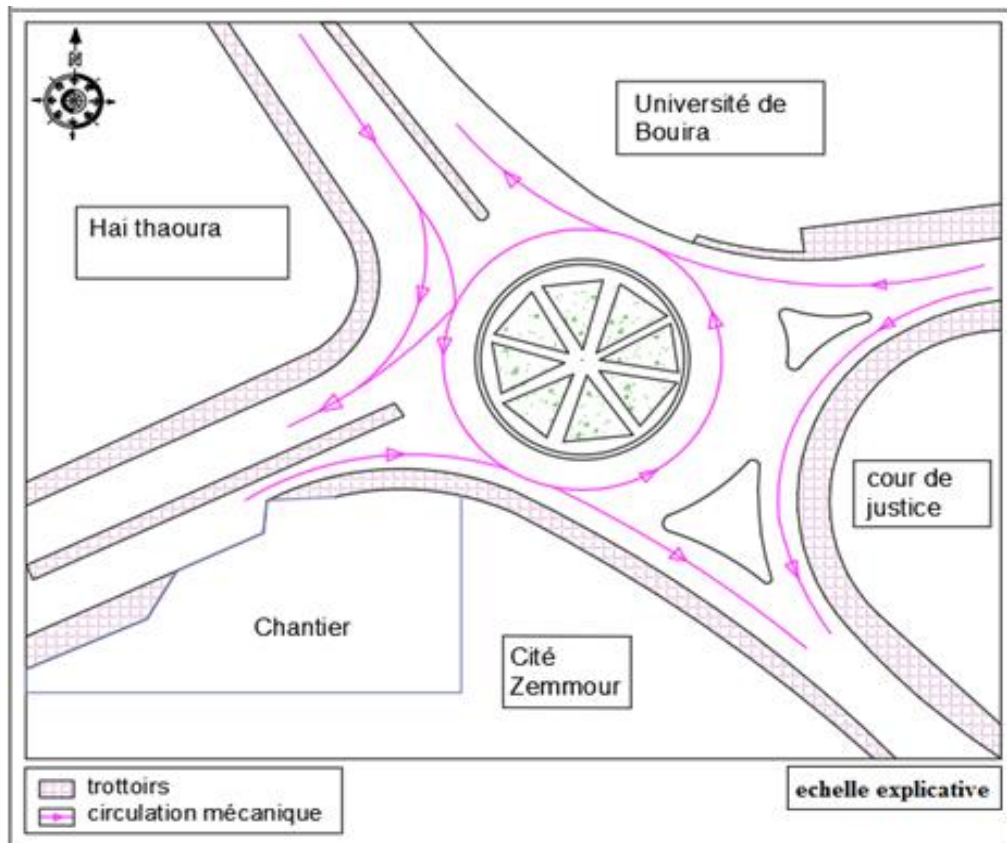 N
Université de
Bouira
Hai thaoura
cour de
justice
Chantier
Cité
Zemmour
trottoirs
circulation mécanique
echelle explicative